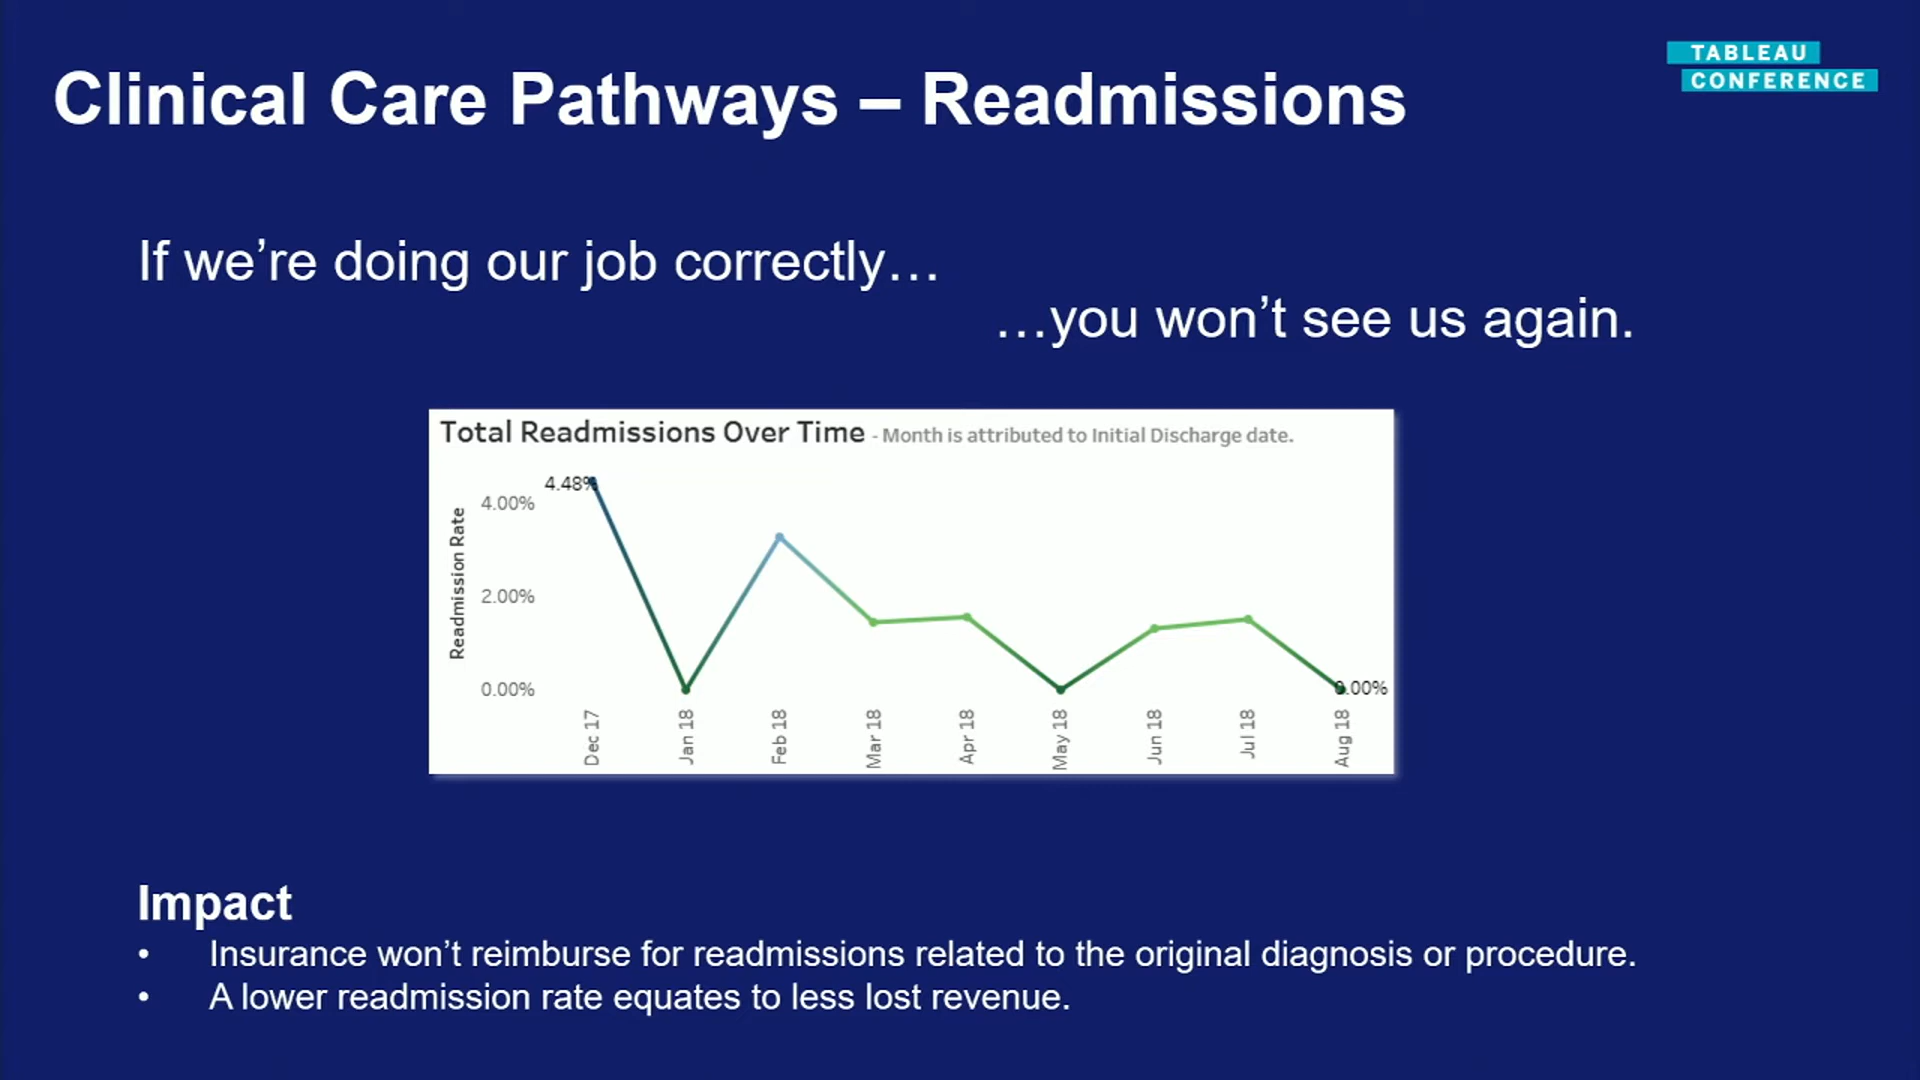 TABLEAU
CONFERENCE
Clinical Care Pathways – Readmissions
If we’re doing our job correctly…
…you won’t see us again.
Total Readmissions Over Time - Month is attributed to Initial Discharge date.
Readmission Rate
4.48%
4.00%
2.00%
0.00%
0.00%
Dec 17
Jan 18
Feb 18
Mar 18
Apr 18
May 18
Jun 18
Jul 18
Aug 18
Impact
• Insurance won’t reimburse for readmissions related to the original diagnosis or procedure.
• A lower readmission rate equates to less lost revenue.